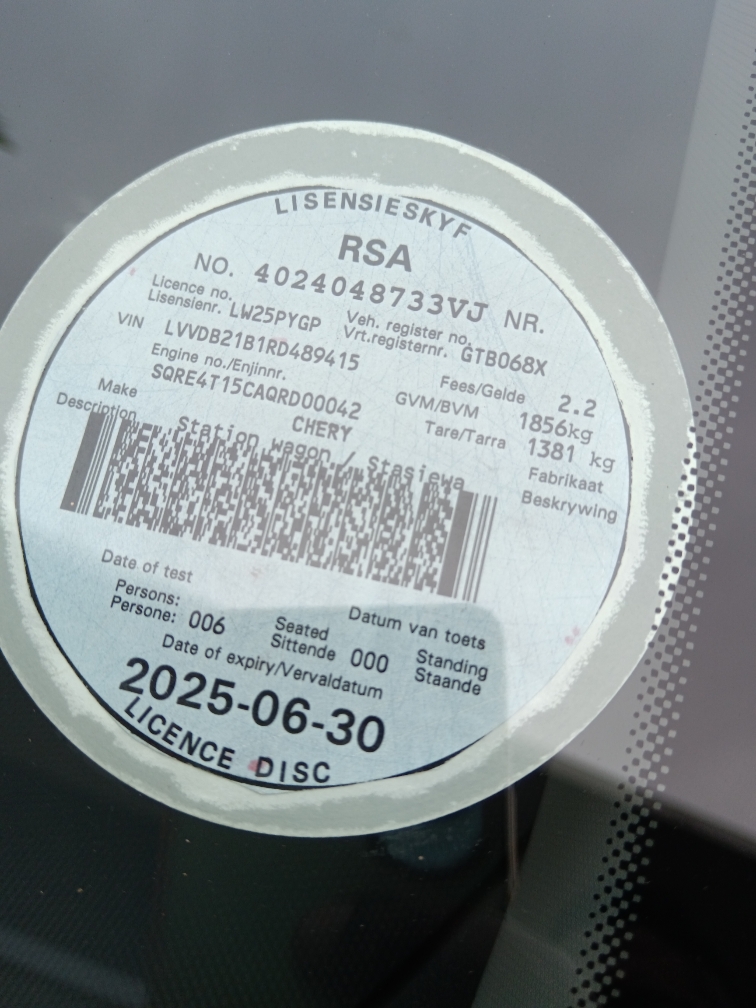 LISENSIESKYF
RSA
NO. 4024048733VJ NR.
Licence no. Veh. register no.
Lisensienr. LW25PYGP Vrt.registernr. GTB068X
VIN LVVDB21B1RD489415 Fees/Gelde 2.2
Engine no./Enjinnr. GVM/BVM 1856kg
SQRE4T15CAQRD00042 Tare/Tarra 1381 kg
Make CHERY Fabrikaat
Description Station wagon / Stasiewa Beskrywing
Date of test Datum van toets
Persons: Seated Standing
Persone: 006 Sittende 000 Staande
Date of expiry/Vervaldatum
2025-06-30
LICENCE DISC